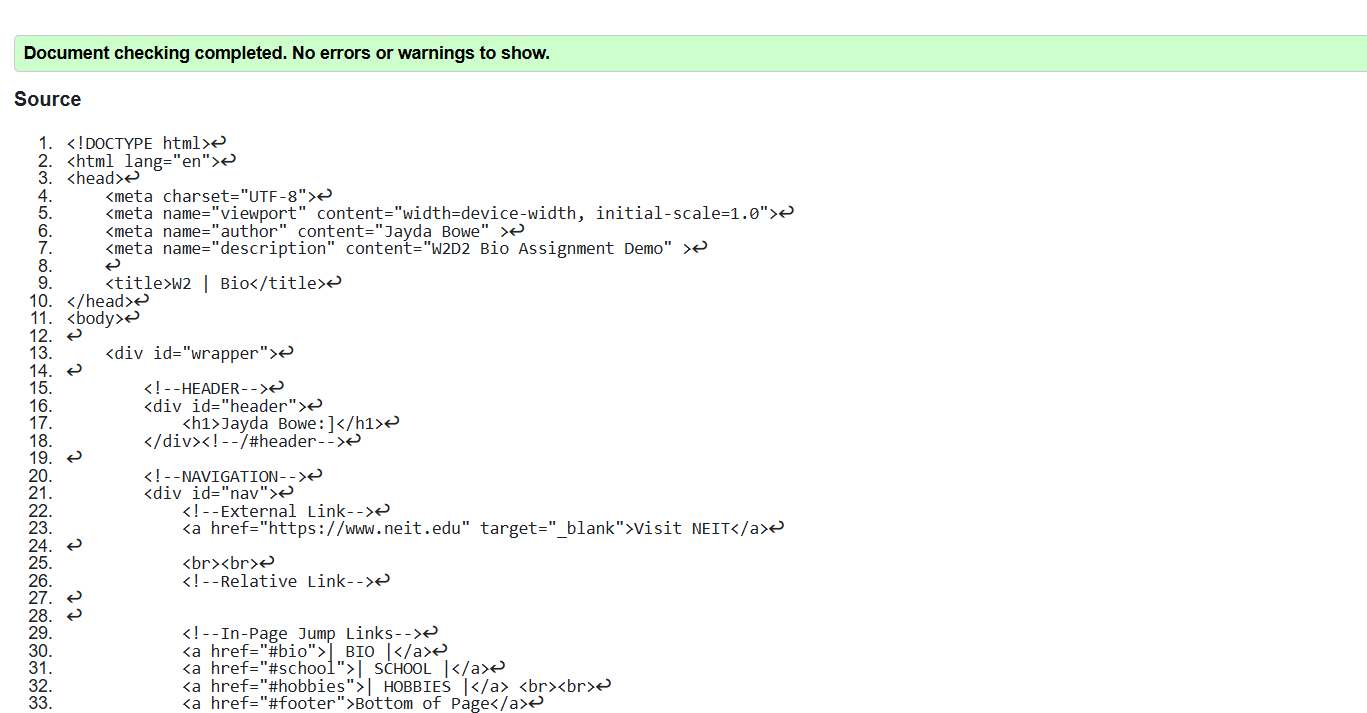 Document checking completed. No errors or warnings to show.
Source
1. <!DOCTYPE html>↩
2. <html lang="en">↩
3. <head>↩
4.     <meta charset="UTF-8">↩
5.     <meta name="viewport" content="width=device-width, initial-scale=1.0">↩
6.     <meta name="author" content="Jayda Bowe" >↩
7.     <meta name="description" content="W2D2 Bio Assignment Demo" >↩
8.     ↩
9.     <title>W2 | Bio</title>↩
10. </head>↩
11. <body>↩
12. ↩
13.     <div id="wrapper">↩
14. ↩
15.         <!--HEADER-->↩
16.         <div id="header">↩
17.             <h1>Jayda Bowe:]</h1>↩
18.         </div><!--/#header-->↩
19. ↩
20.         <!--NAVIGATION-->↩
21.         <div id="nav">↩
22.             <!--External Link-->↩
23.             <a href="https://www.neit.edu" target="_blank">Visit NEIT</a>↩
24. ↩
25.             <br><br>↩
26.             <!--Relative Link-->↩
27. ↩
28. ↩
29.             <!--In-Page Jump Links-->↩
30.             <a href="#bio">| BIO |</a>↩
31.             <a href="#school">| SCHOOL |</a>↩
32.             <a href="#hobbies">| HOBBIES |</a> <br><br>↩
33.             <a href="#footer">Bottom of Page</a>↩